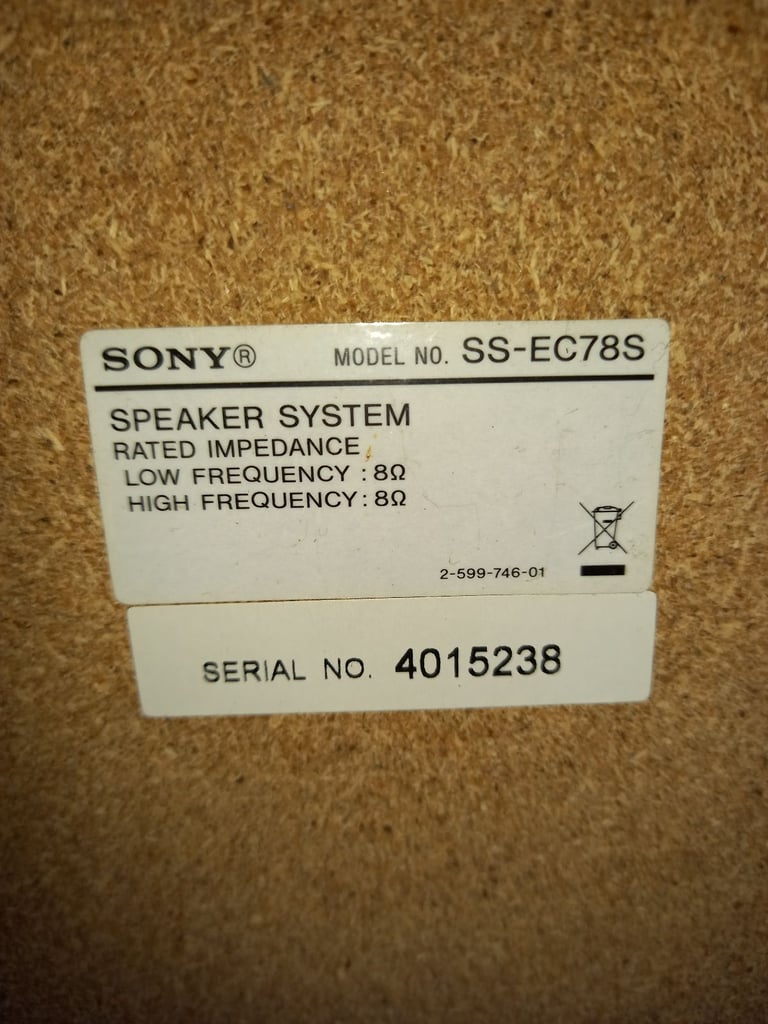 SONY® MODEL NO. SS-EC78S
SPEAKER SYSTEM
RATED IMPEDANCE
LOW FREQUENCY : 8Ω
HIGH FREQUENCY : 8Ω
2-599-746-01
SERIAL NO. 4015238